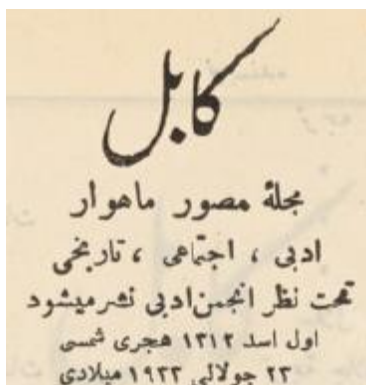 کابل
مجلهٔ مصور ماهوار
ادبی ، اجتماعی ، تاریخی
تحت نظر انجمن ادبی نشر میشود
اول اسد ۱۳۱۲ هجری شمسی
۲۳ جولائی ۱۹۳۳ میلادی